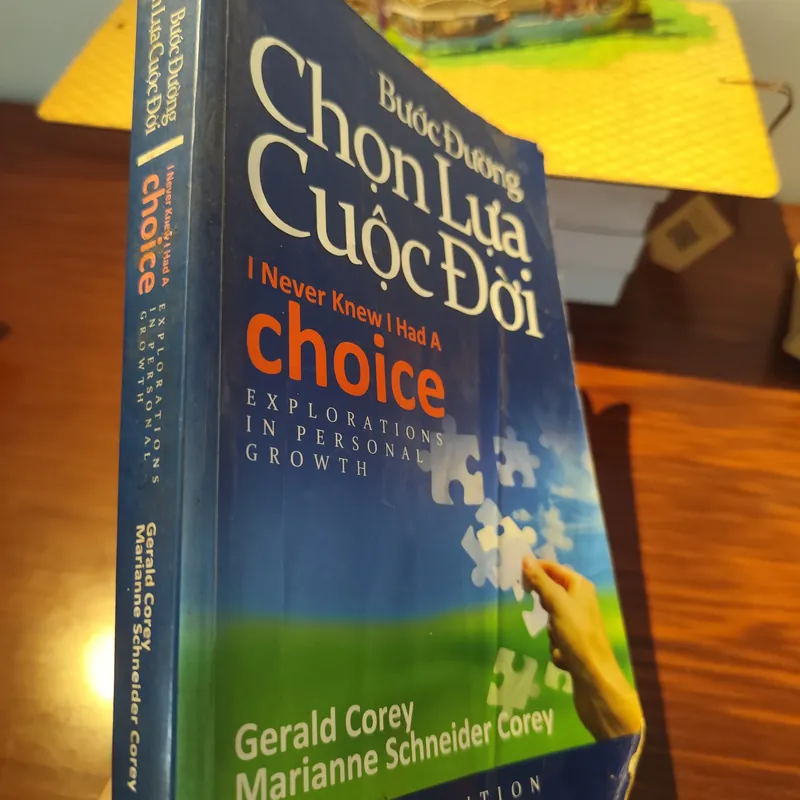 Bước Đường
Chọn Lựa
Cuộc Đời
I Never Knew I Had A
choice
EXPLORATIONS
IN PERSONAL
GROWTH
Gerald Corey
Marianne Schneider Corey
Bước Đường
Lựa Cuộc Đời
I Never Knew I Had A
choice
EXPLORATIONS
IN PERSONAL
GROWTH
Gerald Corey
Marianne Schneider Corey